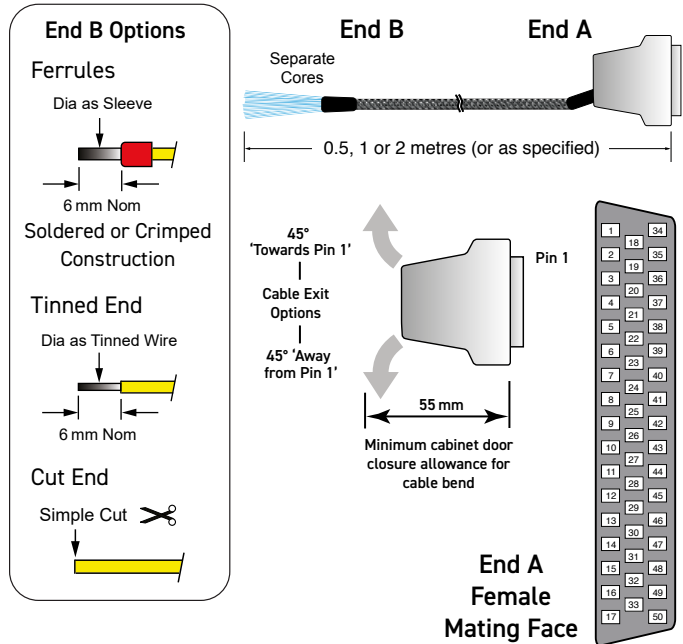 End B Options
Ferrules
Dia as Sleeve
6 mm Nom
Soldered or Crimped
Construction
Tinned End
Dia as Tinned Wire
6 mm Nom
Cut End
Simple Cut
End B
End A
Separate
Cores
0.5, 1 or 2 metres (or as specified)
45°
'Towards Pin 1'
Cable Exit
Options
45° 'Away
from Pin 1'
Pin 1
55 mm
Minimum cabinet door
closure allowance for
cable bend
1 34
18
2 35
19
3 36
20
4 37
21
5 38
22
6 39
23
7 40
24
8 41
25
9 42
26
10 43
27
11 44
28
12 45
29
13 46
30
14 47
31
15 48
32
16 49
33
17 50
End A
Female
Mating Face